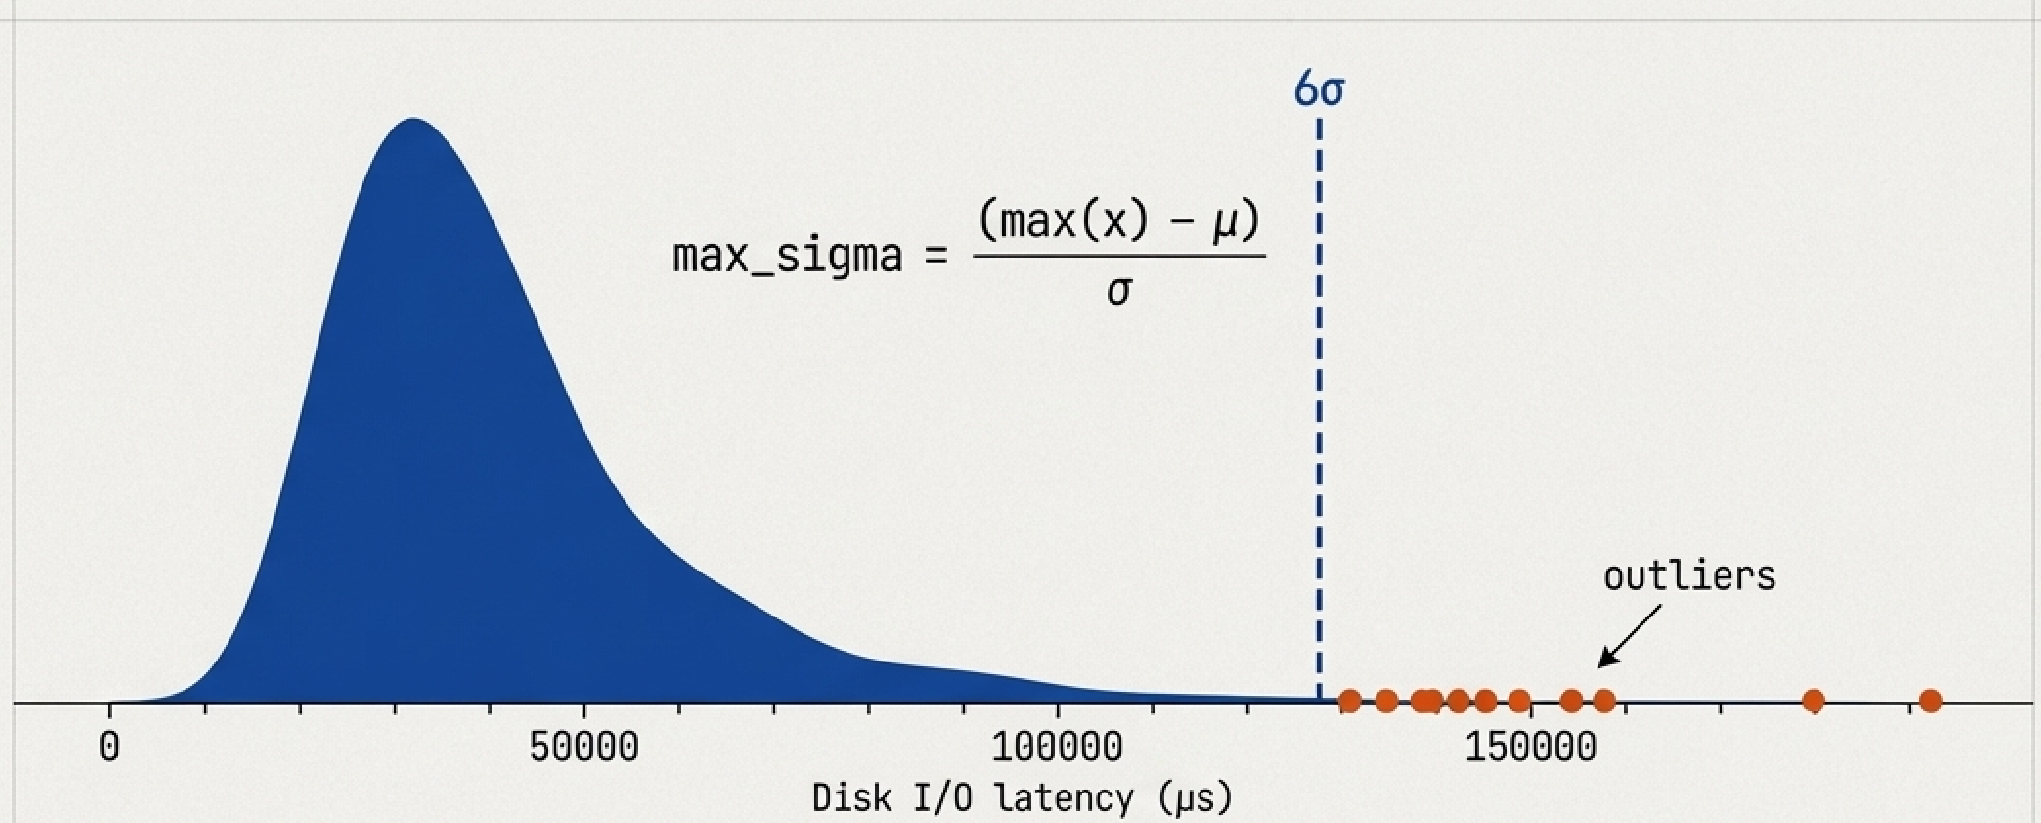 6σ
max_sigma = (max(x) − μ)
σ
outliers
0 50000 100000 150000
Disk I/O latency (μs)